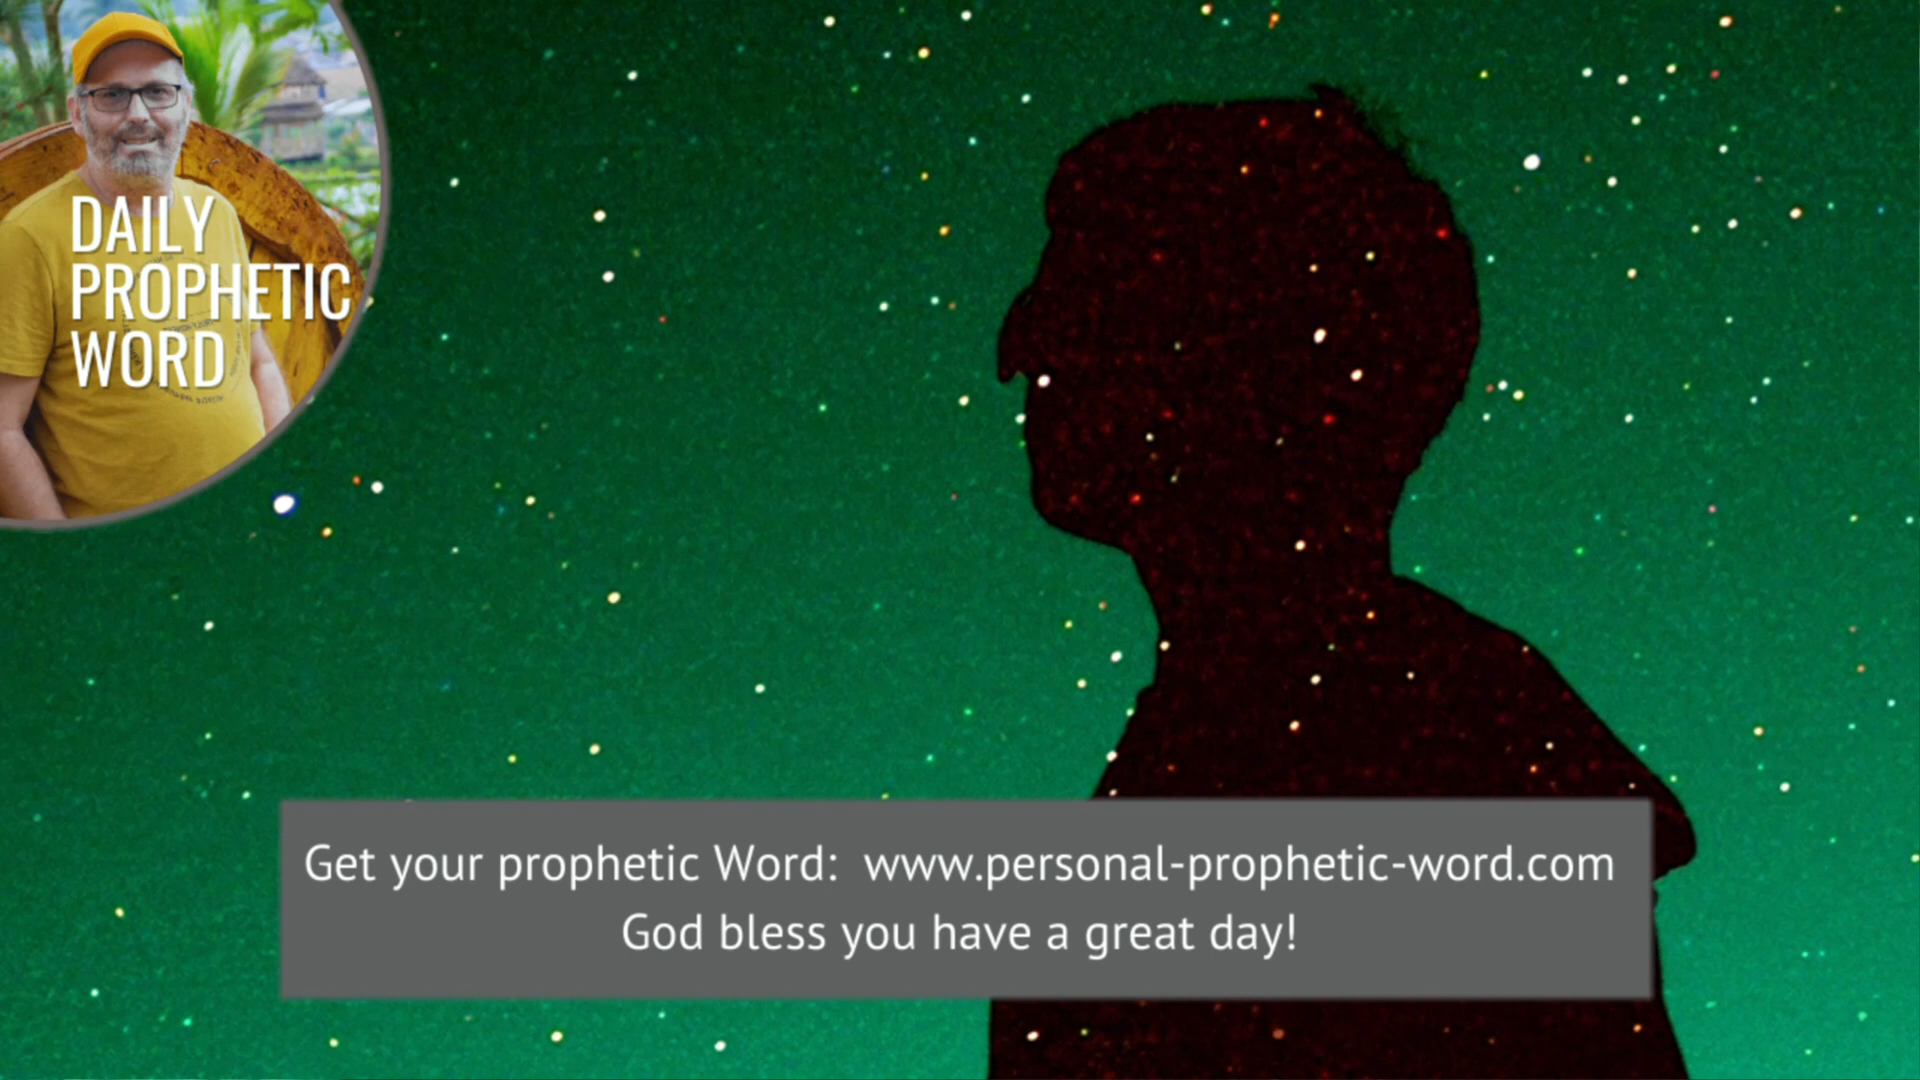 DAILY
PROPHETIC
WORD
Get your prophetic Word:  www.personal-prophetic-word.com
God bless you have a great day!